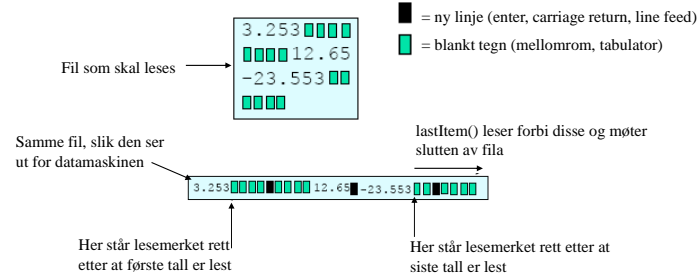 = ny linje (enter, carriage return, line feed)
= blankt tegn (mellomrom, tabulator)
Fil som skal leses
3.253
12.65
-23.553
Samme fil, slik den ser
ut for datamaskinen
lastItem() leser forbi disse og møter
slutten av fila
3.253 12.65 -23.553
Her står lesemerket rett
etter at første tall er lest
Her står lesemerket rett etter at
siste tall er lest